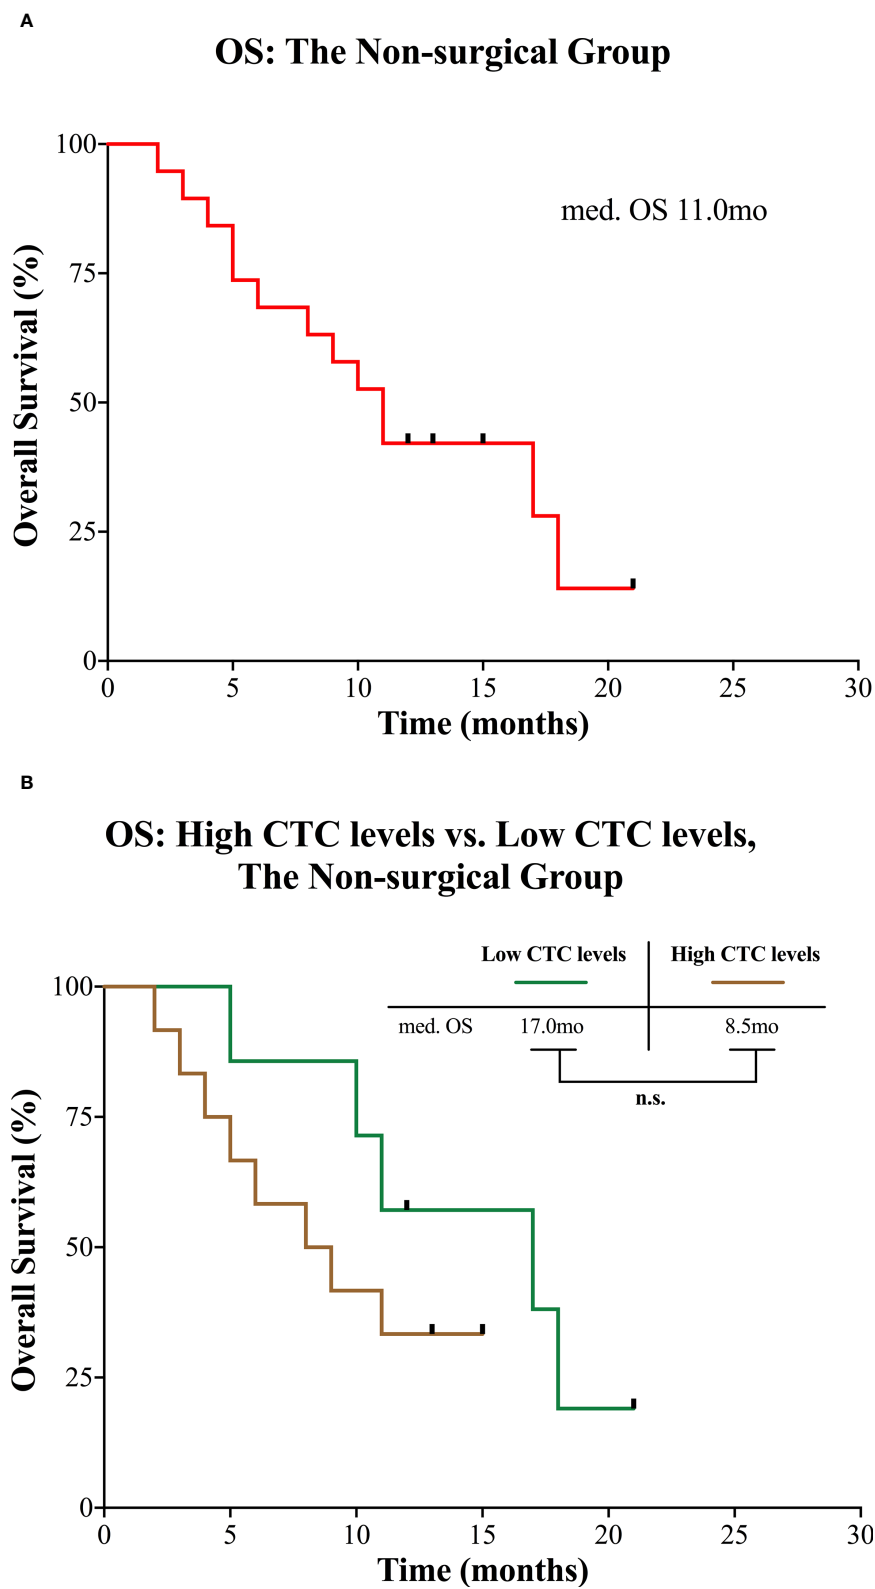 A
OS: The Non-surgical Group
100
75
50
25
0
Overall Survival (%)
med. OS 11.0mo
0 5 10 15 20 25 30
Time (months)
B
OS: High CTC levels vs. Low CTC levels,
The Non-surgical Group
Low CTC levels High CTC levels
med. OS 17.0mo 8.5mo
n.s.
100
75
50
25
0
Overall Survival (%)
0 5 10 15 20 25 30
Time (months)